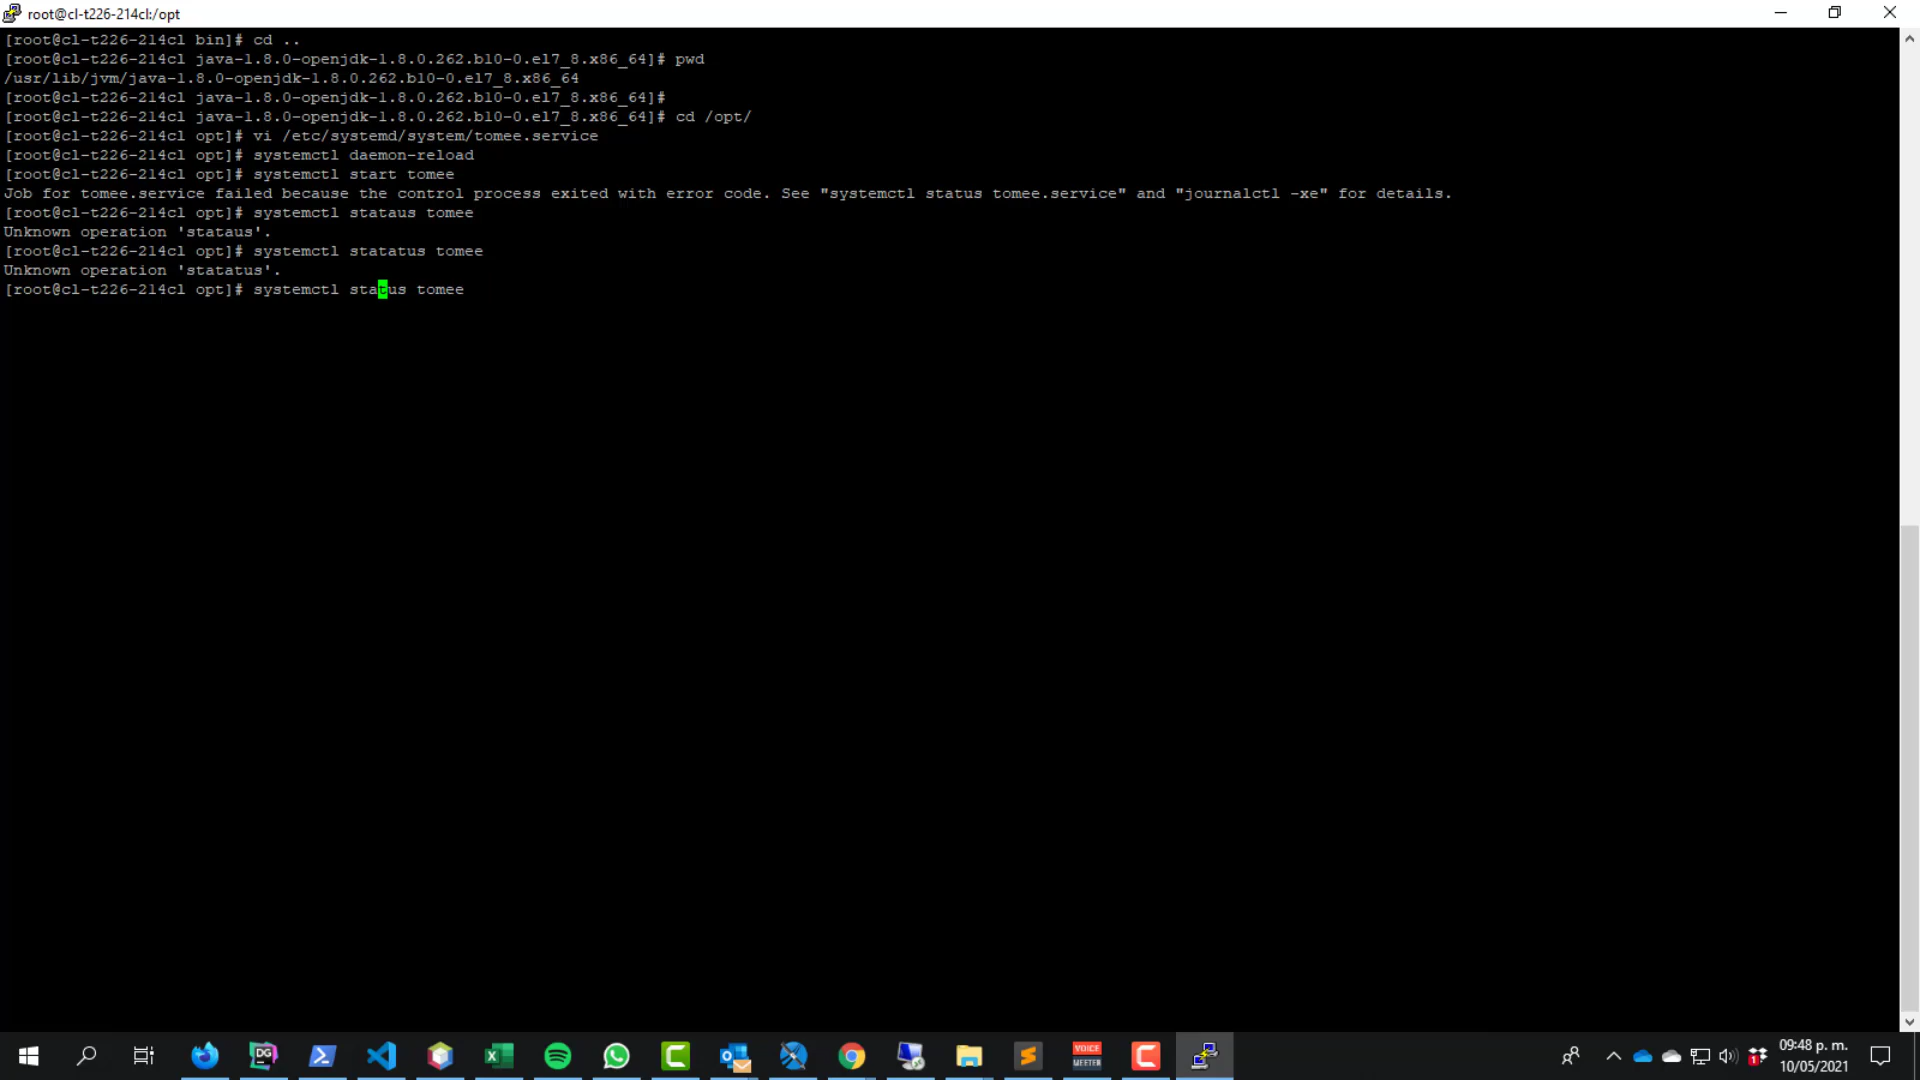 root@cl-t226-214cl:/opt
[root@cl-t226-214cl bin]# cd ..
[root@cl-t226-214cl java-1.8.0-openjdk-1.8.0.262.b10-0.el7_8.x86_64]# pwd
/usr/lib/jvm/java-1.8.0-openjdk-1.8.0.262.b10-0.el7_8.x86_64
[root@cl-t226-214cl java-1.8.0-openjdk-1.8.0.262.b10-0.el7_8.x86_64]#
[root@cl-t226-214cl java-1.8.0-openjdk-1.8.0.262.b10-0.el7_8.x86_64]# cd /opt/
[root@cl-t226-214cl opt]# vi /etc/systemd/system/tomee.service
[root@cl-t226-214cl opt]# systemctl daemon-reload
[root@cl-t226-214cl opt]# systemctl start tomee
Job for tomee.service failed because the control process exited with error code. See "systemctl status tomee.service" and "journalctl -xe" for details.
[root@cl-t226-214cl opt]# systemctl stataus tomee
Unknown operation 'stataus'.
[root@cl-t226-214cl opt]# systemctl statatus tomee
Unknown operation 'statatus'.
[root@cl-t226-214cl opt]# systemctl status tomee
DG
VOICE
MEETER
1
09:48 p. m.
10/05/2021